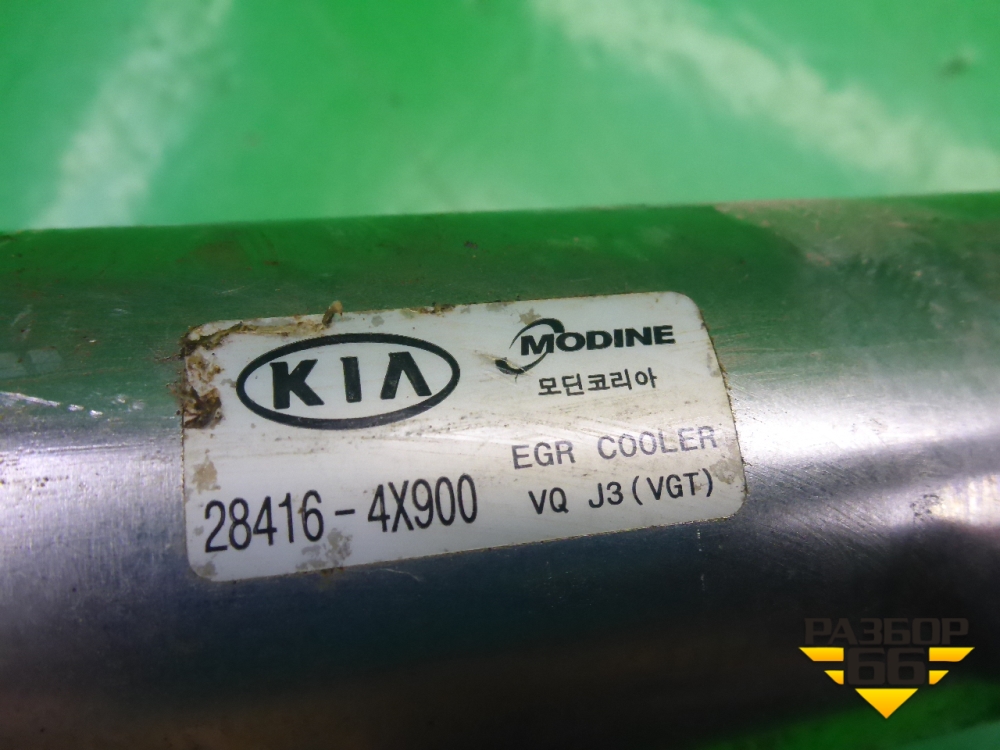 KIA
MODINE
모딘코리아
EGR COOLER
28416-4X900
VQ J3(VGT)
РАЗБОР
66